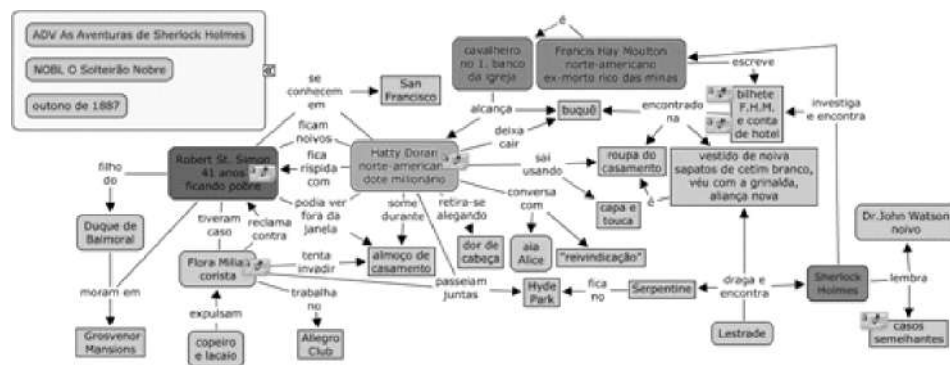 ADV As Aventuras de Sherlock Holmes
NOBL O Solteirão Nobre
outono de 1887
se
conhecem
em
San
Francisco
cavalheiro
no 1. banco
da igreja
é
Francis Hay Moulton
norte-americano
ex-morto rico das minas
escreve
bilhete
F.H.M.
e conta
de hotel
investiga
e encontra
alcança
buquê
encontrado
na
deixa
cair
ficam
noivos
Robert St. Simon
41 anos
ficando pobre
fica
ríspida
com
Hatty Doran
norte-american
dote milionário
sai
usando
roupa do
casamento
vestido de noiva
sapatos de cetim branco,
véu com a grinalda,
aliança nova
é
filho
do
Duque de
Balmoral
tiveram
caso
reclama
contra
podia ver
fora da
janela
some
durante
retira-se
alegando
conversa
com
capa e
touca
almoço de
casamento
dor de
cabeça
aia
Alice
"reivindicação"
Dr.John Watson
noivo
Flora Milla
corista
tenta
invadir
passeiam
juntas
moram em
trabalha
no
Hyde
Park
fica
no
Serpentine
draga e
encontra
Sherlock
Holmes
lembra
expulsam
copeiro
e lacaio
Grosvenor
Mansions
Allegro
Club
Lestrade
casos
semelhantes